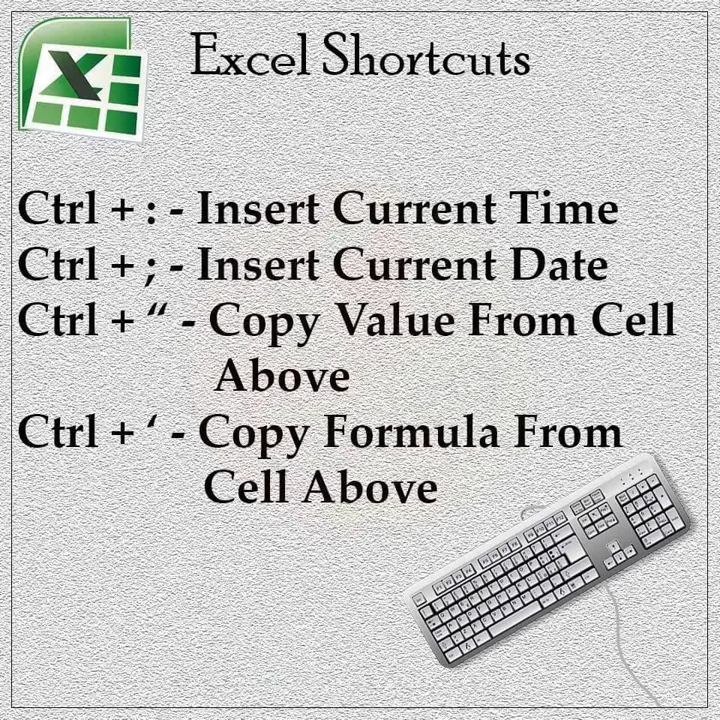 Excel Shortcuts
Ctrl + : - Insert Current Time
Ctrl + ; - Insert Current Date
Ctrl + “ - Copy Value From Cell
Above
Ctrl + ‘ - Copy Formula From
Cell Above